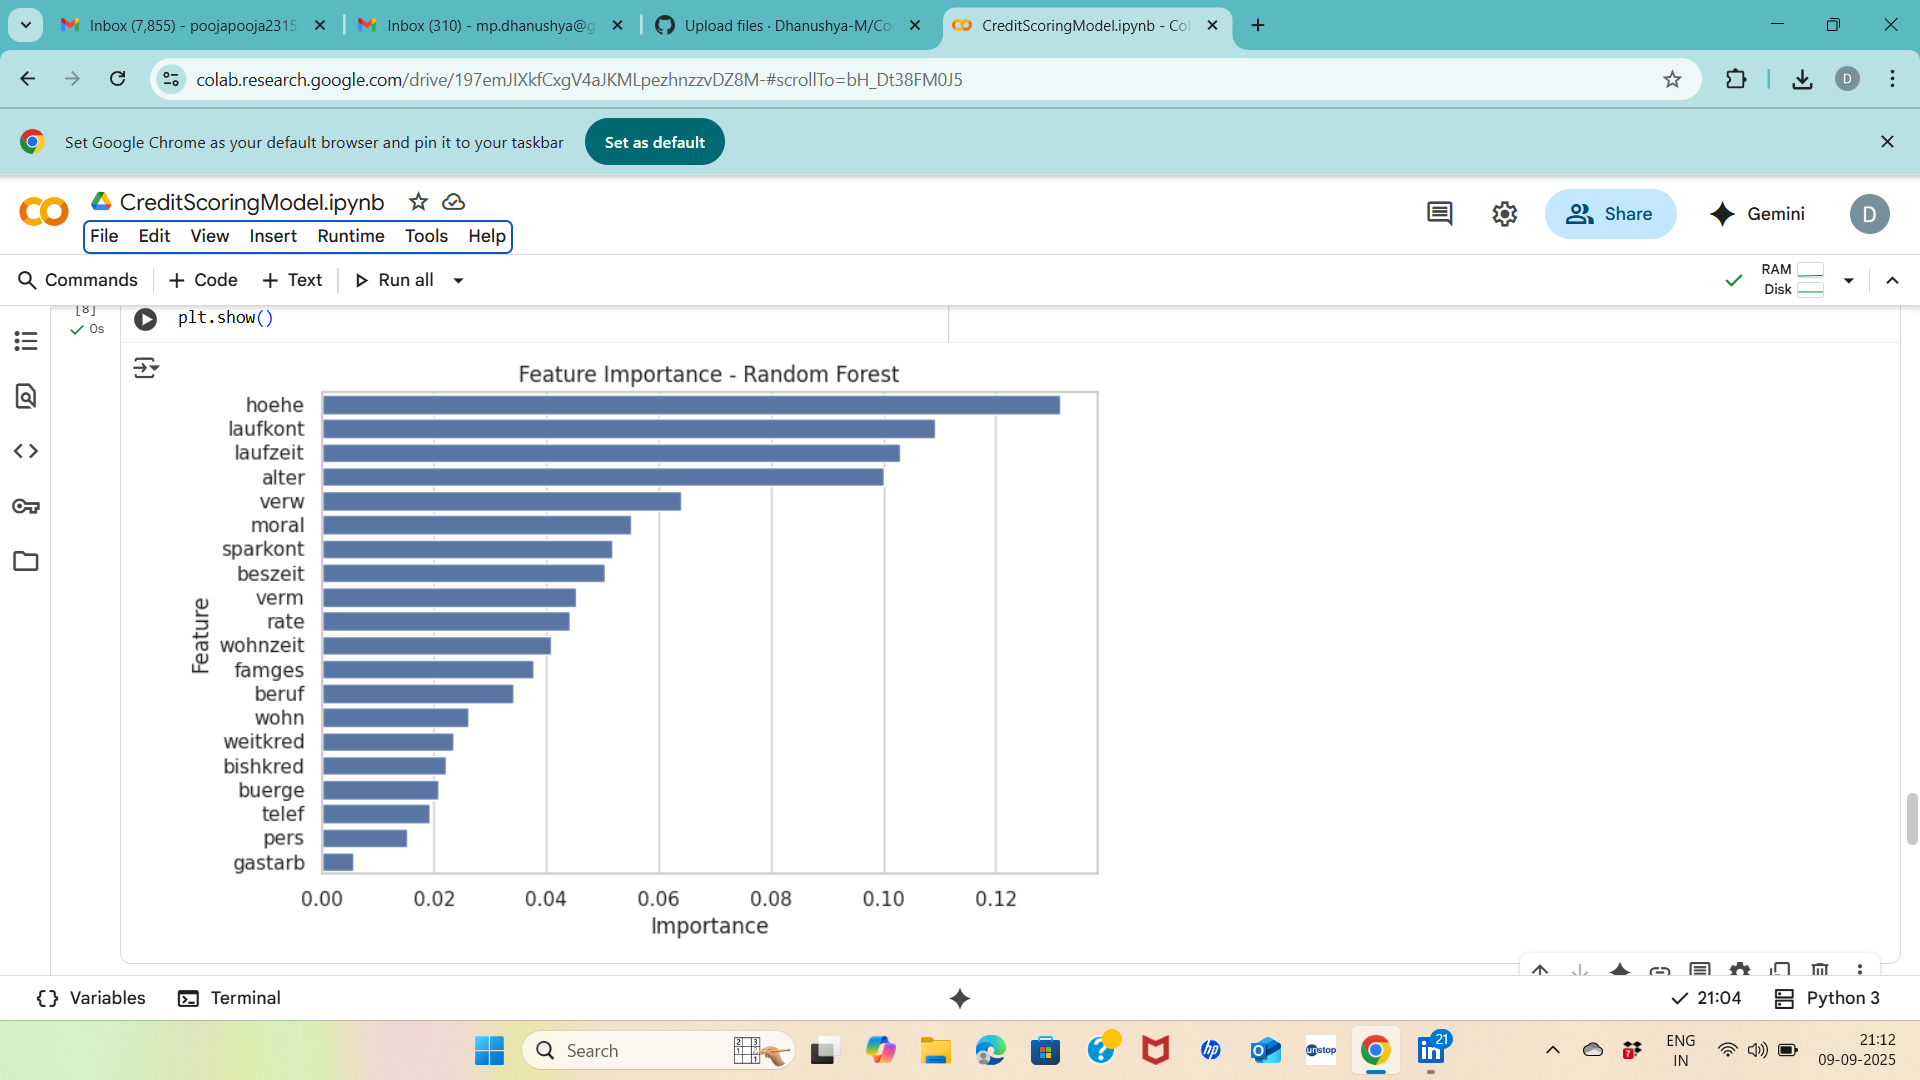 Inbox (7,855) - poojapooja2315
Inbox (310) - mp.dhanushya@g
Upload files · Dhanushya-M/Co
CreditScoringModel.ipynb - Col
colab.research.google.com/drive/197emJIXkfCxgV4aJKMLpezhnzzvDZ8M-#scrollTo=bH_Dt38FM0J5
D
Set Google Chrome as your default browser and pin it to your taskbar
Set as default
CreditScoringModel.ipynb
Share
Gemini
D
File Edit View Insert Runtime Tools Help
Commands + Code + Text Run all
RAM
Disk
[8]
0s
plt.show()
Feature Importance - Random Forest
hoehe
laufkont
laufzeit
alter
verw
moral
sparkont
beszeit
verm
rate
wohnzeit
famges
beruf
wohn
weitkred
bishkred
buerge
telef
pers
gastarb
Feature
0.00 0.02 0.04 0.06 0.08 0.10 0.12
Importance
{} Variables Terminal
21:04 Python 3
Search
unstop
21
7
ENG
IN
21:12
09-09-2025